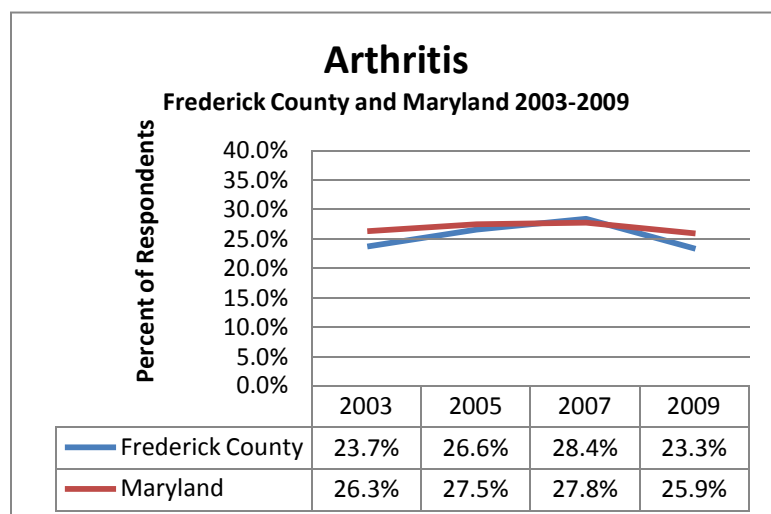 Arthritis
Frederick County and Maryland 2003-2009
Percent of Respondents
40.0%
35.0%
30.0%
25.0%
20.0%
15.0%
10.0%
5.0%
0.0%
2003 2005 2007 2009
Frederick County 23.7% 26.6% 28.4% 23.3%
Maryland 26.3% 27.5% 27.8% 25.9%